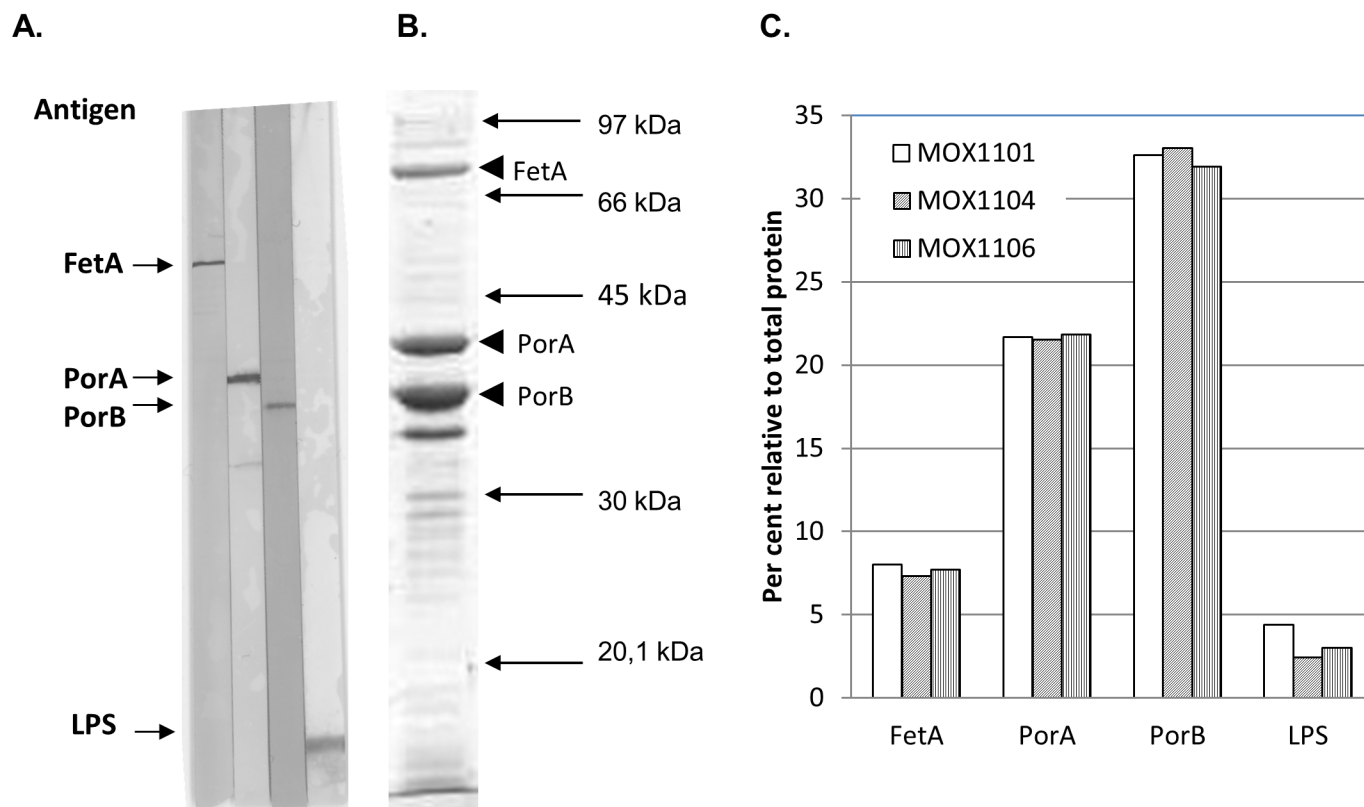 A.
Antigen
FetA
PorA
PorB
LPS
B.
97 kDa
FetA
66 kDa
45 kDa
PorA
PorB
30 kDa
20,1 kDa
C.
Per cent relative to total protein
35
30
25
20
15
10
5
0
MOX1101
MOX1104
MOX1106
FetA PorA PorB LPS